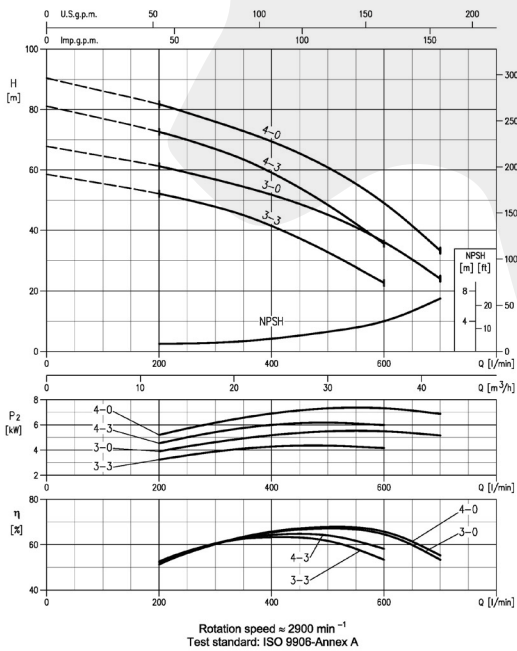 0 U.S.g.p.m. 50 100 150 200
0 Imp.g.p.m. 50 100 150
H
[m]
100
80
60
40
20
0
300
250
200
150
100
50
0
4-0
4-3
3-0
3-3
NPSH
NPSH
[m] [ft]
8
20
4
10
0 200 400 600 Q [l/min]
0 10 20 30 40 Q [m³/h]
P2
[kW]
8
6
4
2
4-0
4-3
3-0
3-3
0 200 400 600 Q [l/min]
η
[%]
80
60
40
4-0
3-0
4-3
3-3
0 200 400 600 Q [l/min]
Rotation speed ≈ 2900 min⁻¹
Test standard: ISO 9906-Annex A